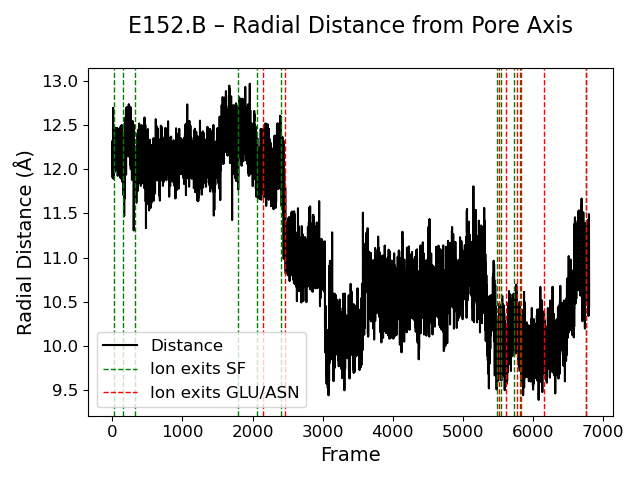 E152.B – Radial Distance from Pore Axis
Radial Distance (Å)
13.0
12.5
12.0
11.5
11.0
10.5
10.0
9.5
Distance
Ion exits SF
Ion exits GLU/ASN
0 1000 2000 3000 4000 5000 6000 7000
Frame